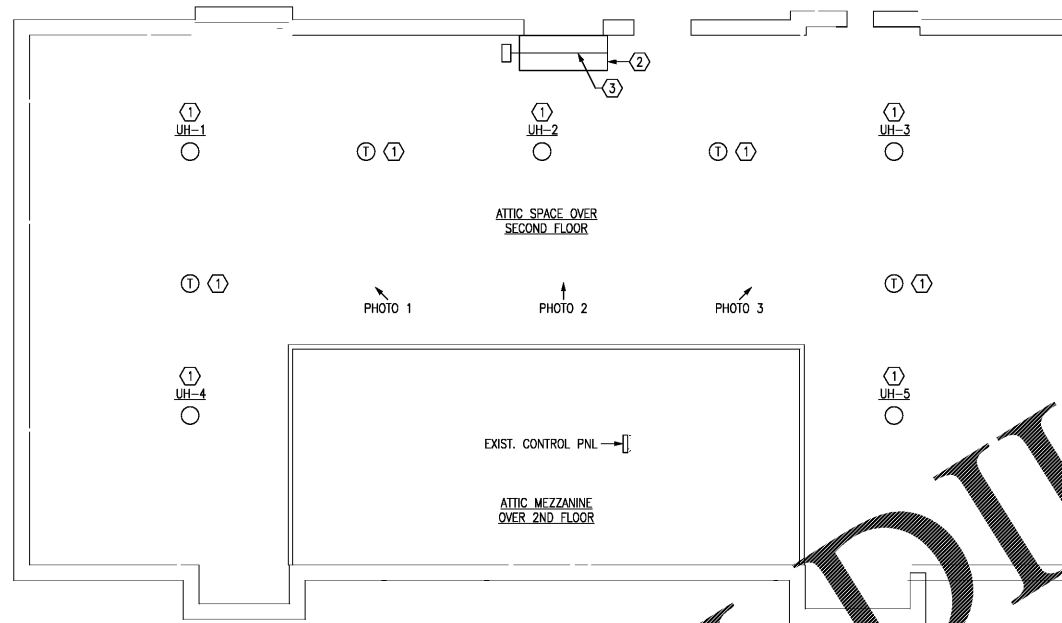 2
3
1
UH-1
1
UH-2
1
UH-3
T 1
T 1
ATTIC SPACE OVER
SECOND FLOOR
T 1
T 1
PHOTO 1
PHOTO 2
PHOTO 3
1
UH-4
1
UH-5
EXIST. CONTROL PNL
ATTIC MEZZANINE
OVER 2ND FLOOR